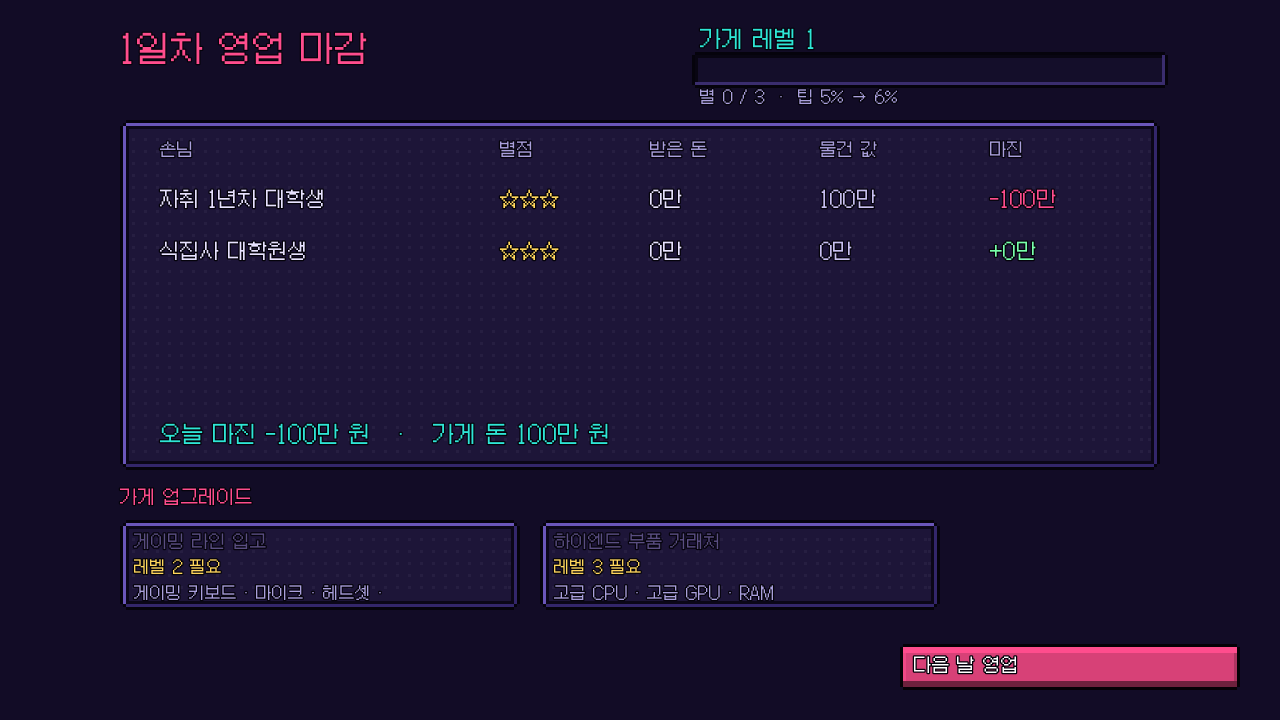 1일차 영업 마감
가게 레벨 1
별 0 / 3 · 팁 5% → 6%
손님 별점 받은 돈 물건 값 마진
자취 1년차 대학생 ☆☆☆ 0만 100만 -100만
식집사 대학원생 ☆☆☆ 0만 0만 +0만
오늘 마진 -100만 원 · 가게 돈 100만 원
가게 업그레이드
게이밍 라인 입고
레벨 2 필요
게이밍 키보드 · 마이크 · 헤드셋 ·
하이엔드 부품 거래처
레벨 3 필요
고급 CPU · 고급 GPU · RAM
다음 날 영업